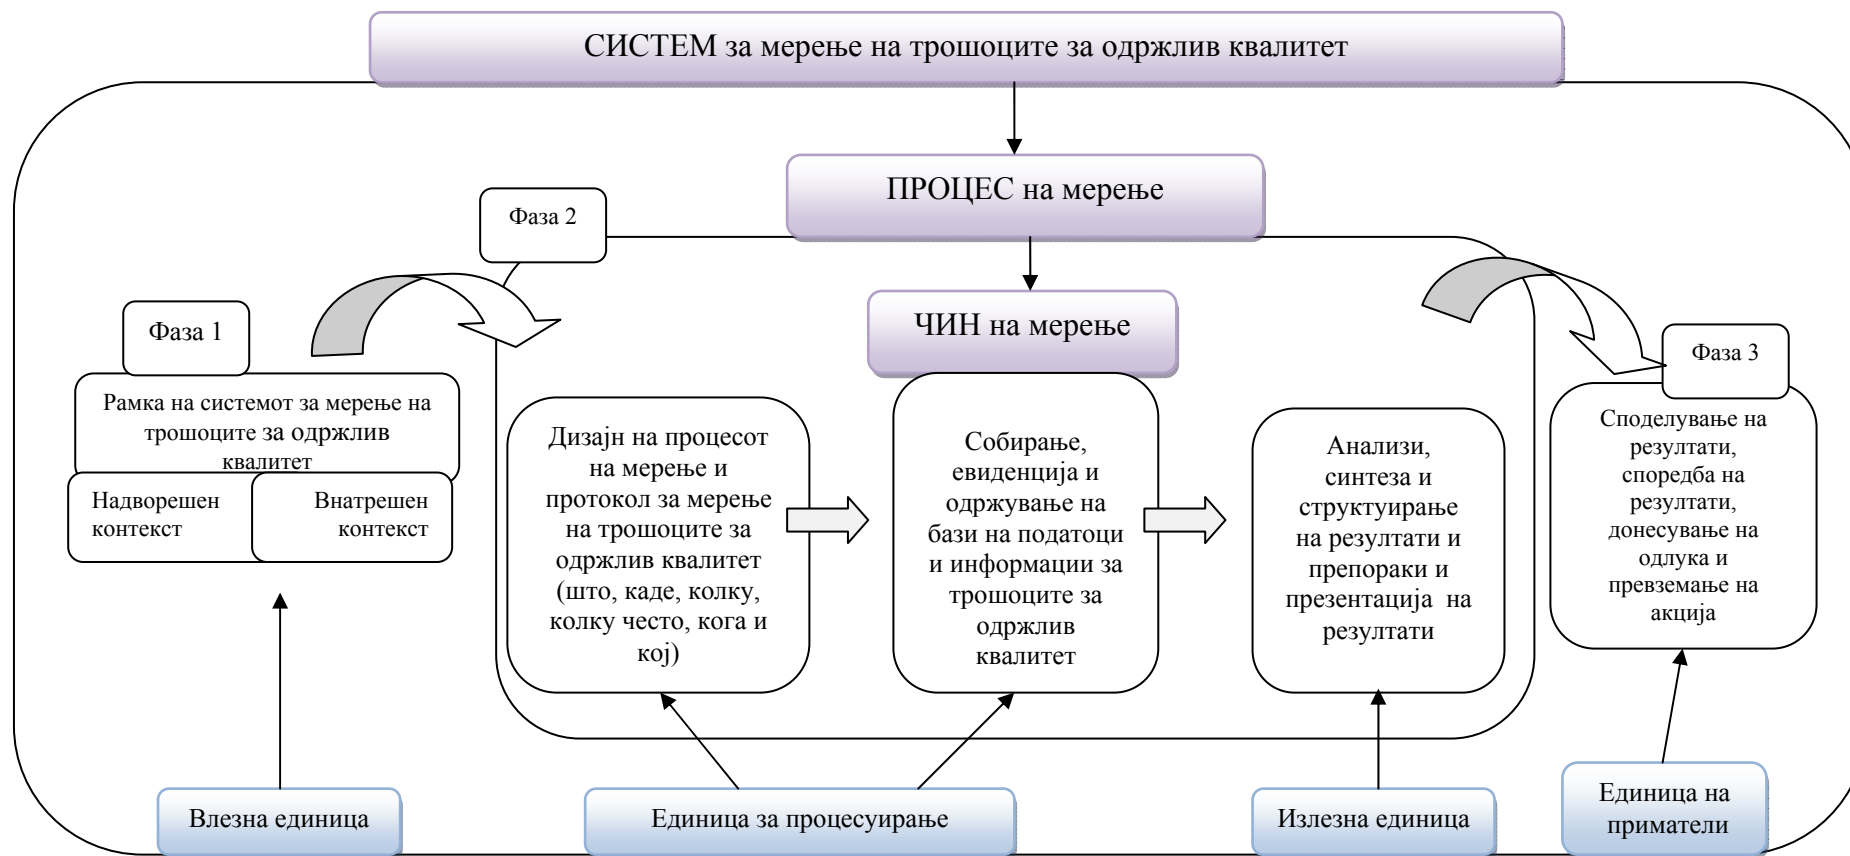 СИСТЕМ за мерење на трошоците за одржлив квалитет
ПРОЦЕС на мерење
Фаза 2
ЧИН на мерење
Фаза 1
Рамка на системот за мерење на
трошоците за одржлив
квалитет
Надворешен
контекст
Внатрешен
контекст
Дизајн на процесот
на мерење и
протокол за мерење
на трошоците за
одржлив квалитет
(што, каде, колку,
колку често, кога и
кој)
Собирање,
евиденција и
одржување на
бази на податоци
и информации за
трошоците за
одржлив
квалитет
Анализи,
синтеза и
структуирање
на резултати и
препораки и
презентација на
резултати
Фаза 3
Споделување на
резултати,
споредба на
резултати,
донесување на
одлука и
превземање на
акција
Влезна единица
Единица за процесуирање
Излезна единица
Единица на
приматели